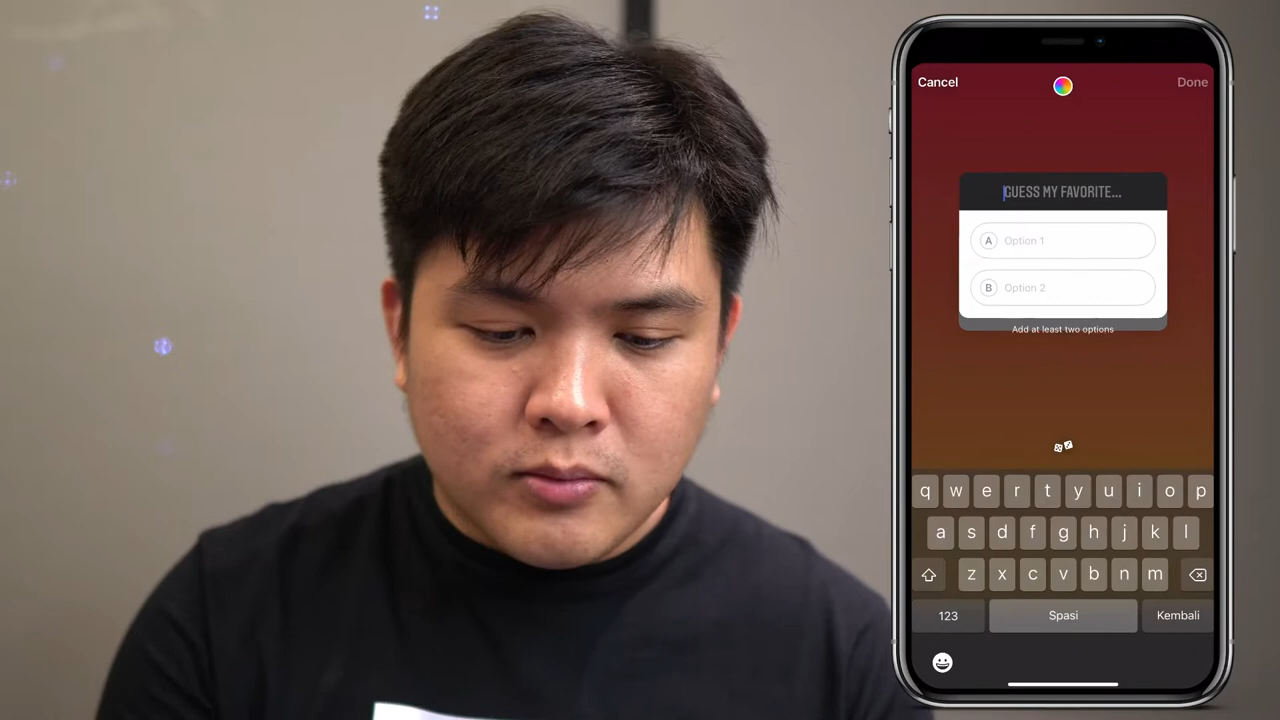 Cancel
Done
GUESS MY FAVORITE...
A Option 1
B Option 2
Add at least two options
q w e r t y u i o p
a s d f g h j k l
z x c v b n m
123 Spasi Kembali